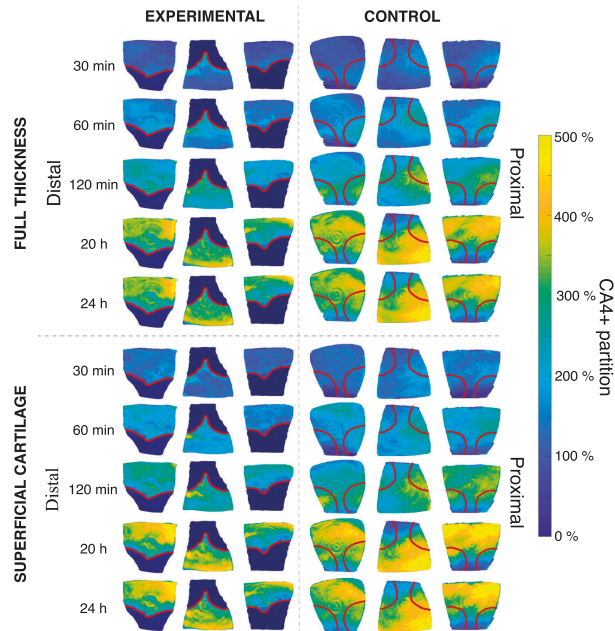 EXPERIMENTAL CONTROL
FULL THICKNESS
Distal
30 min
60 min
120 min
20 h
24 h
Proximal
SUPERFICIAL CARTILAGE
Distal
30 min
60 min
120 min
20 h
24 h
Proximal
500 %
400 %
300 %
200 %
100 %
0 %
CA4+ partition